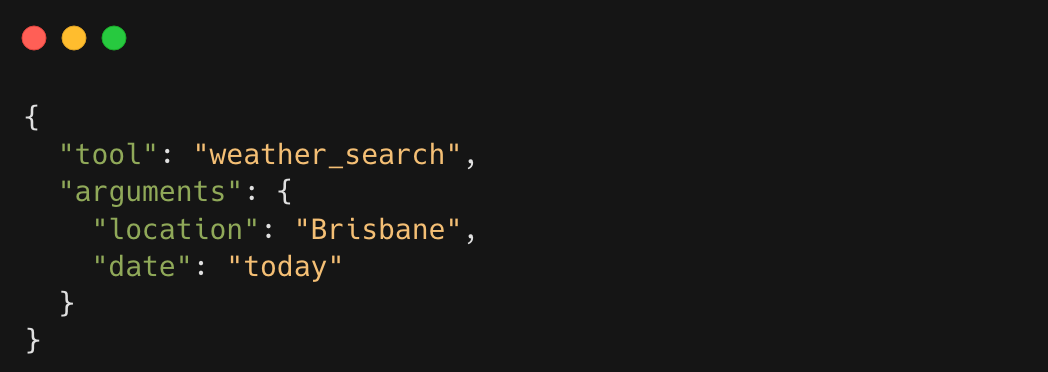 {
  "tool": "weather_search",
  "arguments": {
    "location": "Brisbane",
    "date": "today"
  }
}